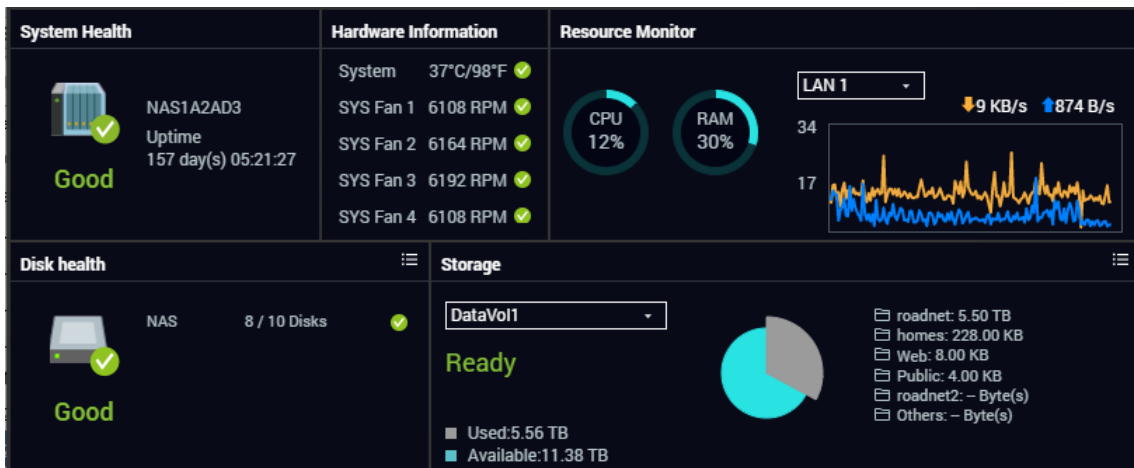 System Health
NAS1A2AD3
Uptime
157 day(s) 05:21:27
Good
Hardware Information
System 37°C/98°F
SYS Fan 1 6108 RPM
SYS Fan 2 6164 RPM
SYS Fan 3 6192 RPM
SYS Fan 4 6108 RPM
Resource Monitor
CPU
12%
RAM
30%
LAN 1
9 KB/s 874 B/s
34
17
Disk health
NAS 8 / 10 Disks
Good
Storage
DataVol1
Ready
Used:5.56 TB
Available:11.38 TB
roadnet: 5.50 TB
homes: 228.00 KB
Web: 8.00 KB
Public: 4.00 KB
roadnet2: -- Byte(s)
Others: -- Byte(s)